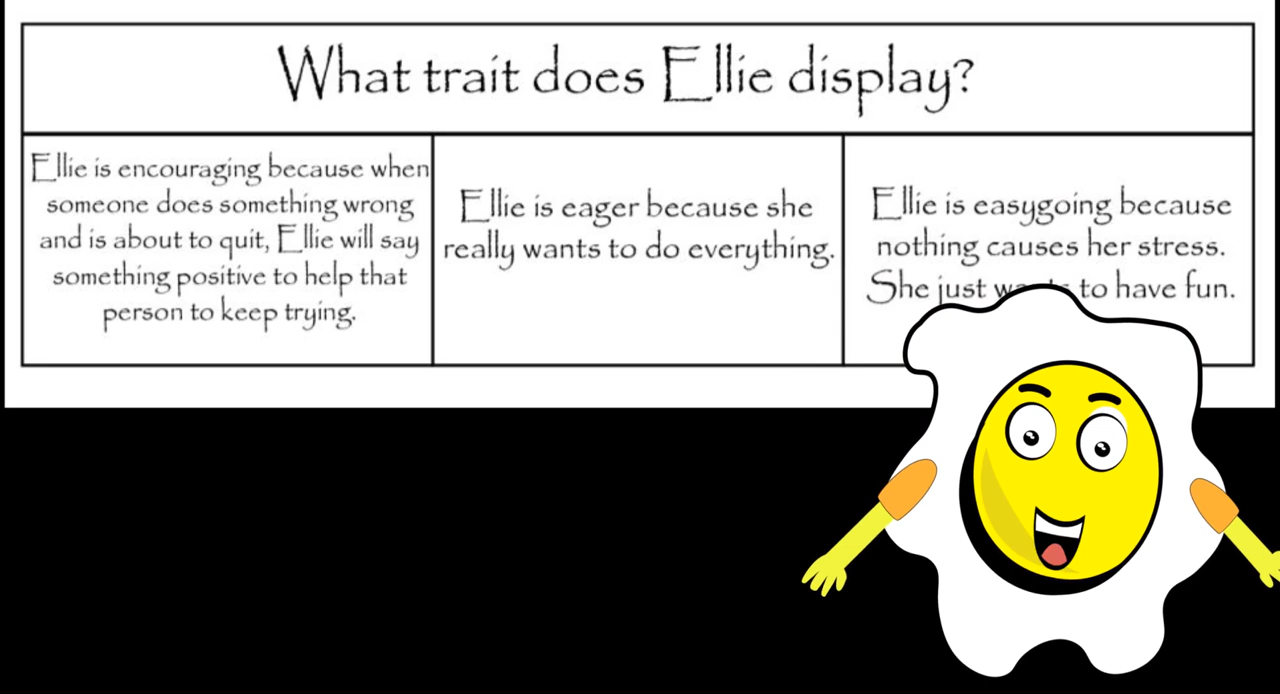 What trait does Ellie display?
Ellie is encouraging because when
someone does something wrong
and is about to quit, Ellie will say
something positive to help that
person to keep trying.
Ellie is eager because she
really wants to do everything.
Ellie is easygoing because
nothing causes her stress.
She just wants to have fun.